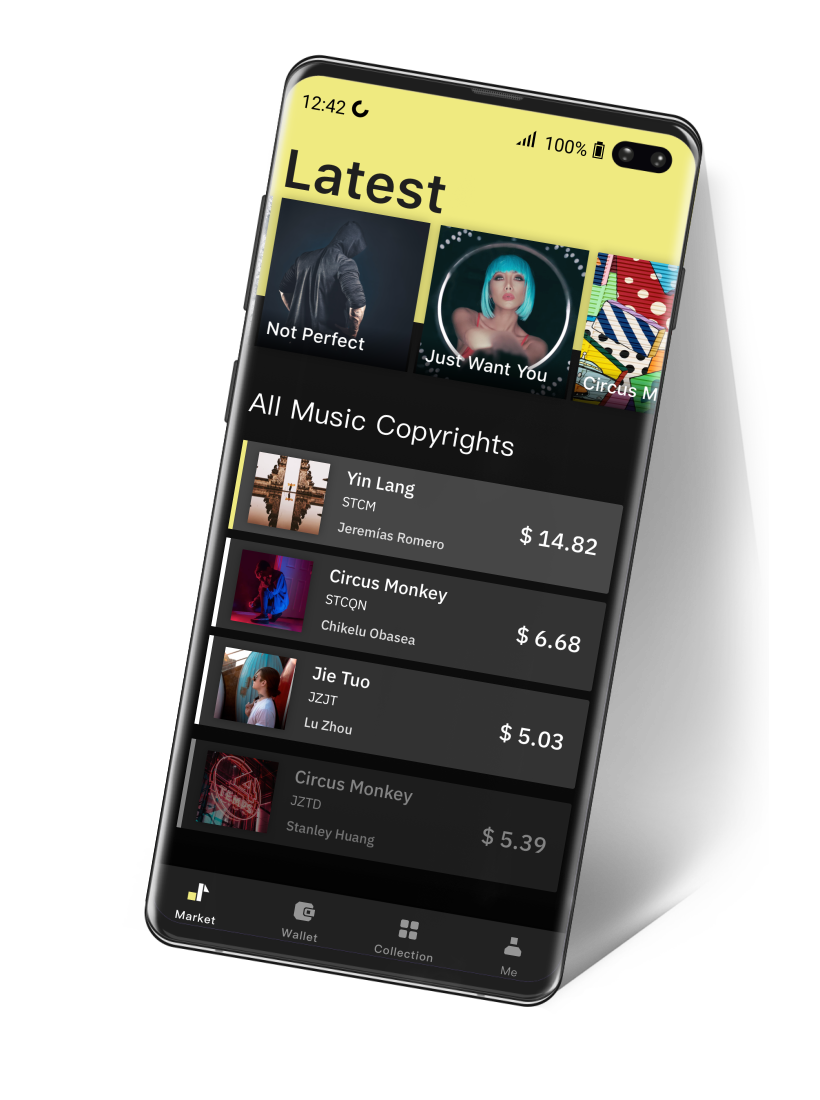 12:42
100%
Latest
Not Perfect
Just Want You
Circus M
All Music Copyrights
Yin Lang
STCM
Jeremías Romero
$ 14.82
Circus Monkey
STCQN
Chikelu Obasea
$ 6.68
Jie Tuo
JZJT
Lu Zhou
$ 5.03
TEMPS
Circus Monkey
JZTD
Stanley Huang
$ 5.39
Market
Wallet
Collection
Me